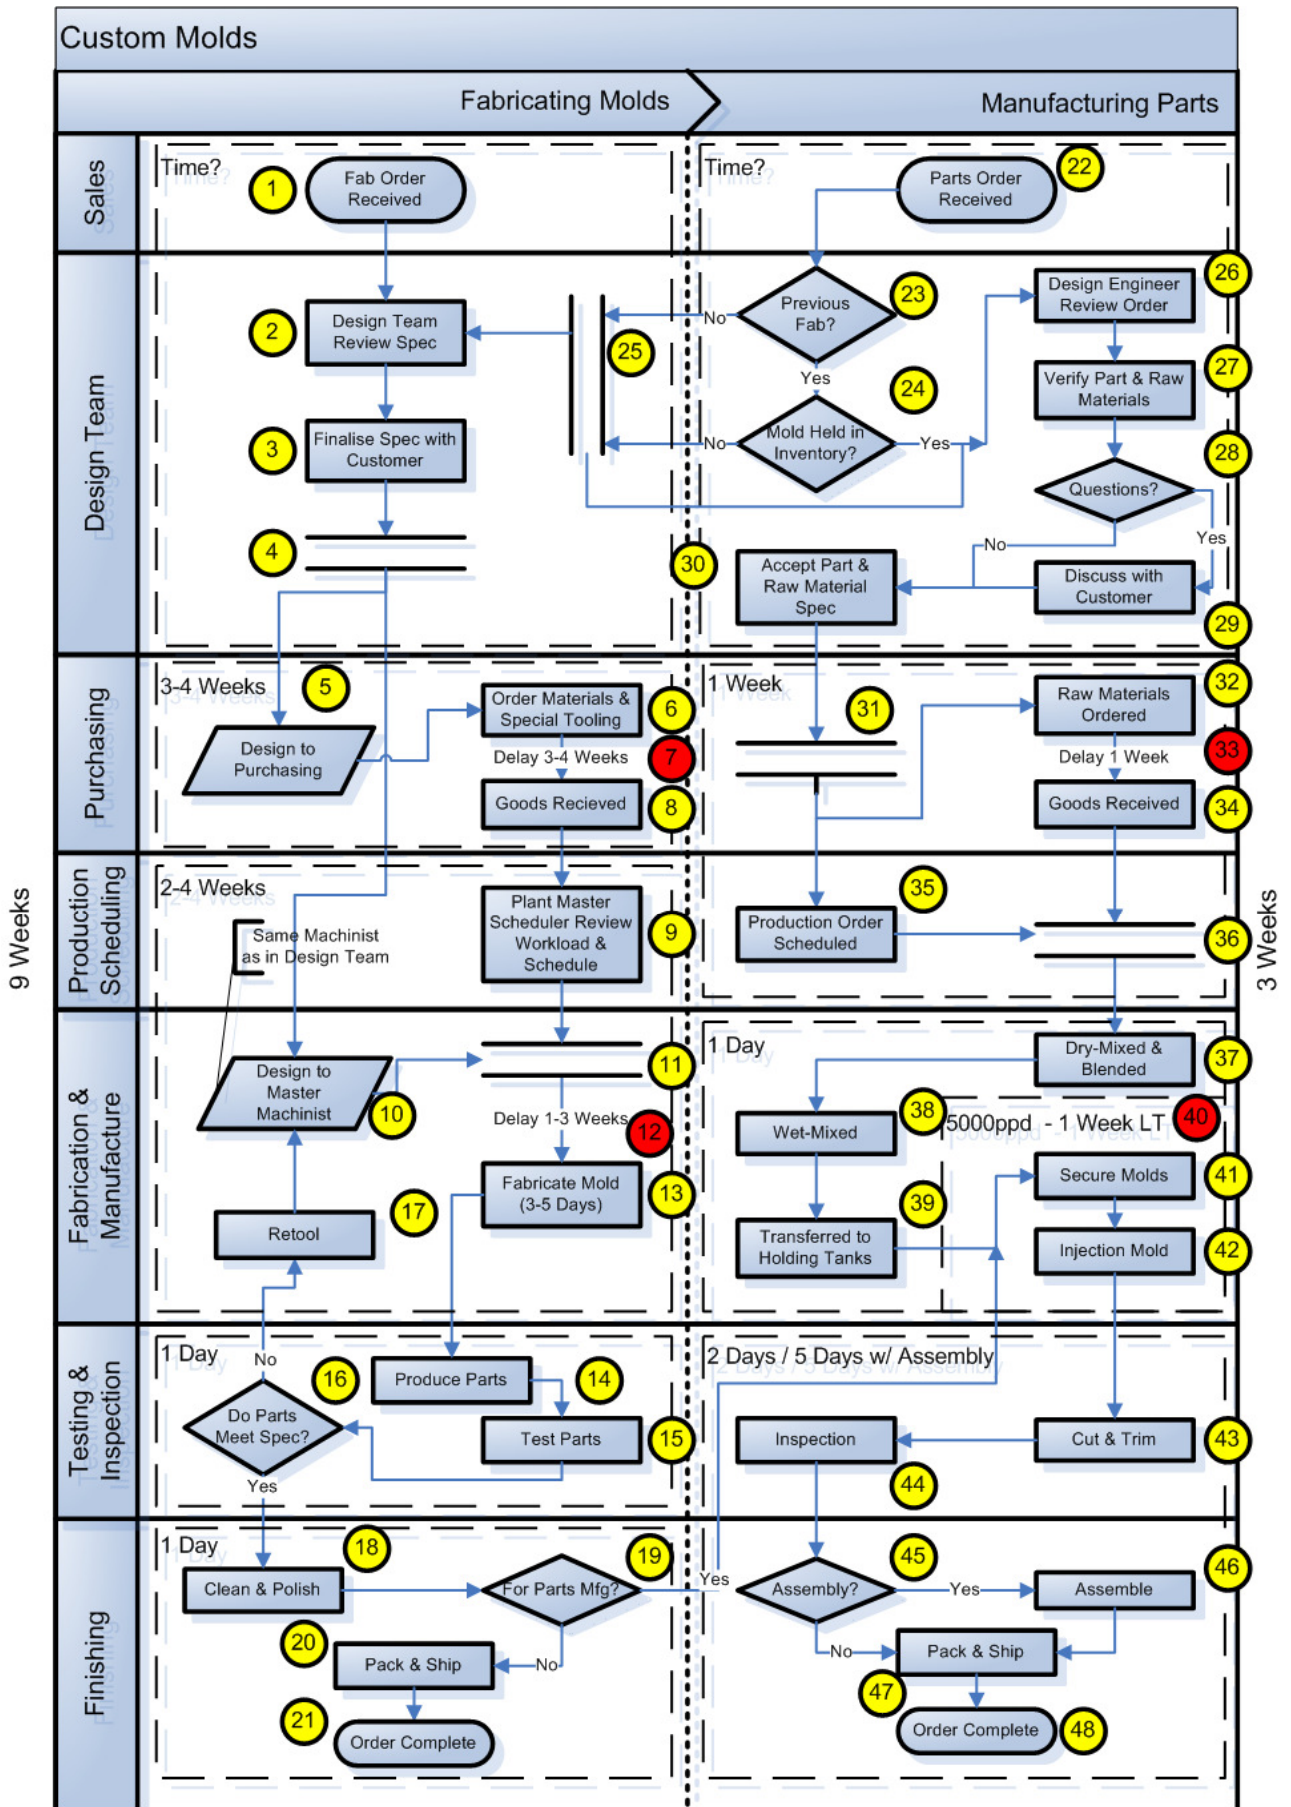 Custom Molds
Fabricating Molds
Manufacturing Parts
Sales
Time?
1
Fab Order
Received
Time?
Parts Order
Received
22
Design Team
2
Design Team
Review Spec
3
Finalise Spec with
Customer
4
25
Previous
Fab?
23
No
Yes
24
Mold Held in
Inventory?
No
Yes
Design Engineer
Review Order
26
Verify Part & Raw
Materials
27
28
Questions?
Yes
No
Discuss with
Customer
29
30
Accept Part &
Raw Material
Spec
Purchasing
3-4 Weeks
5
Design to
Purchasing
Order Materials &
Special Tooling
6
Delay 3-4 Weeks
7
Goods Recieved
8
1 Week
31
Raw Materials
Ordered
32
Delay 1 Week
33
Goods Received
34
9 Weeks
3 Weeks
Production
Scheduling
2-4 Weeks
Same Machinist
as in Design Team
Plant Master
Scheduler Review
Workload &
Schedule
9
35
Production Order
Scheduled
36
Fabrication &
Manufacture
Design to
Master
Machinist
10
11
Delay 1-3 Weeks
12
Fabricate Mold
(3-5 Days)
13
Retool
17
1 Day
Dry-Mixed &
Blended
37
Wet-Mixed
38
5000ppd - 1 Week LT
40
Secure Molds
41
39
Transferred to
Holding Tanks
Injection Mold
42
Testing &
Inspection
1 Day
No
16
Produce Parts
14
Do Parts
Meet Spec?
Test Parts
15
Yes
2 Days / 5 Days w/ Assembly
Inspection
44
Cut & Trim
43
Finishing
1 Day
18
Clean & Polish
For Parts Mfg?
19
Yes
No
20
Pack & Ship
21
Order Complete
Assembly?
45
Yes
Assemble
46
No
Pack & Ship
47
Order Complete
48